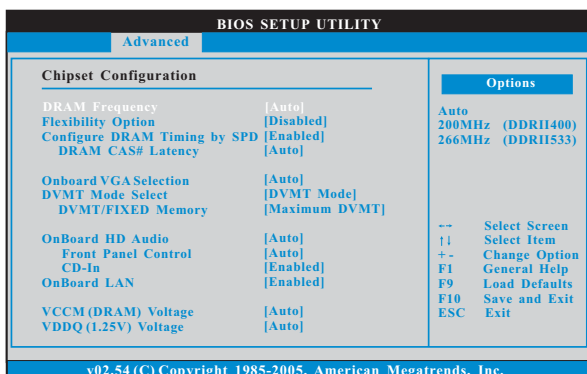 BIOS SETUP UTILITY
Advanced
Chipset Configuration
DRAM Frequency [Auto]
Flexibility Option [Disabled]
Configure DRAM Timing by SPD [Enabled]
DRAM CAS# Latency [Auto]
Onboard VGA Selection [Auto]
DVMT Mode Select [DVMT Mode]
DVMT/FIXED Memory [Maximum DVMT]
OnBoard HD Audio [Auto]
Front Panel Control [Auto]
CD-In [Enabled]
OnBoard LAN [Enabled]
VCCM (DRAM) Voltage [Auto]
VDDQ (1.25V) Voltage [Auto]
Options
Auto
200MHz (DDRII400)
266MHz (DDRII533)
←→ Select Screen
↑↓ Select Item
+ - Change Option
F1 General Help
F9 Load Defaults
F10 Save and Exit
ESC Exit
v02.54 (C) Copyright 1985-2005, American Megatrends, Inc.